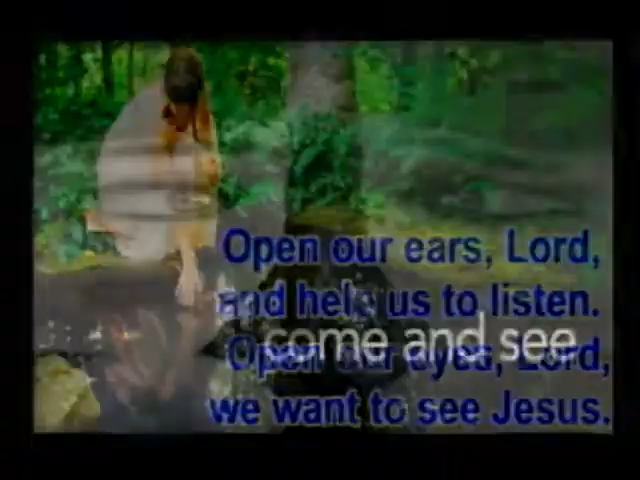 Open our ears, Lord,
and help us to listen.
come and see
Open our eyes, Lord,
we want to see Jesus.